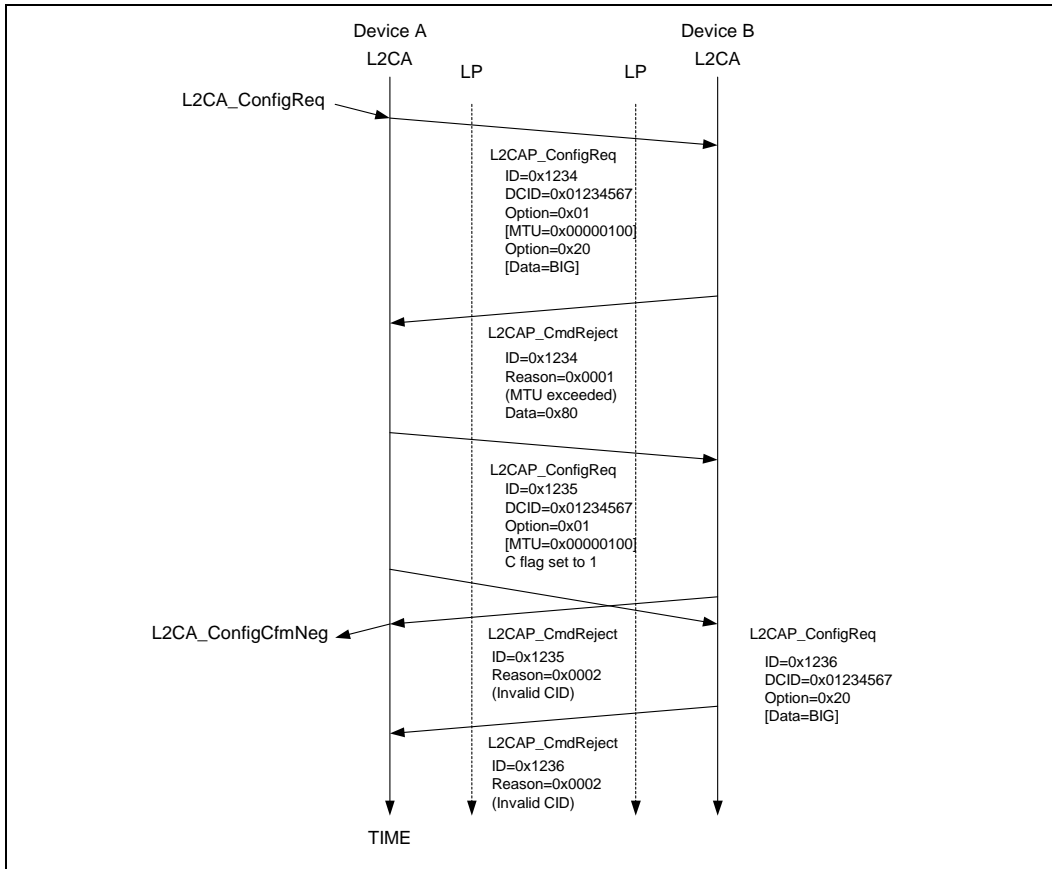 Device A
Device B
L2CA
LP
LP
L2CA
L2CA_ConfigReq
L2CAP_ConfigReq
ID=0x1234
DCID=0x01234567
Option=0x01
[MTU=0x00000100]
Option=0x20
[Data=BIG]
L2CAP_CmdReject
ID=0x1234
Reason=0x0001
(MTU exceeded)
Data=0x80
L2CAP_ConfigReq
ID=0x1235
DCID=0x01234567
Option=0x01
[MTU=0x00000100]
C flag set to 1
L2CA_ConfigCfmNeg
L2CAP_CmdReject
ID=0x1235
Reason=0x0002
(Invalid CID)
L2CAP_ConfigReq
ID=0x1236
DCID=0x01234567
Option=0x20
[Data=BIG]
L2CAP_CmdReject
ID=0x1236
Reason=0x0002
(Invalid CID)
TIME